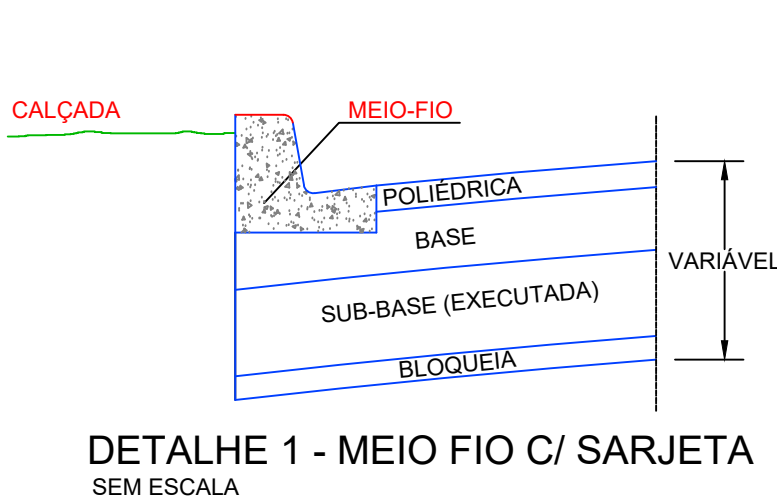 CALÇADA
MEIO-FIO
POLIÉDRICA
BASE
VARIÁVEL
SUB-BASE (EXECUTADA)
BLOQUEIA
DETALHE 1 - MEIO FIO C/ SARJETA
SEM ESCALA